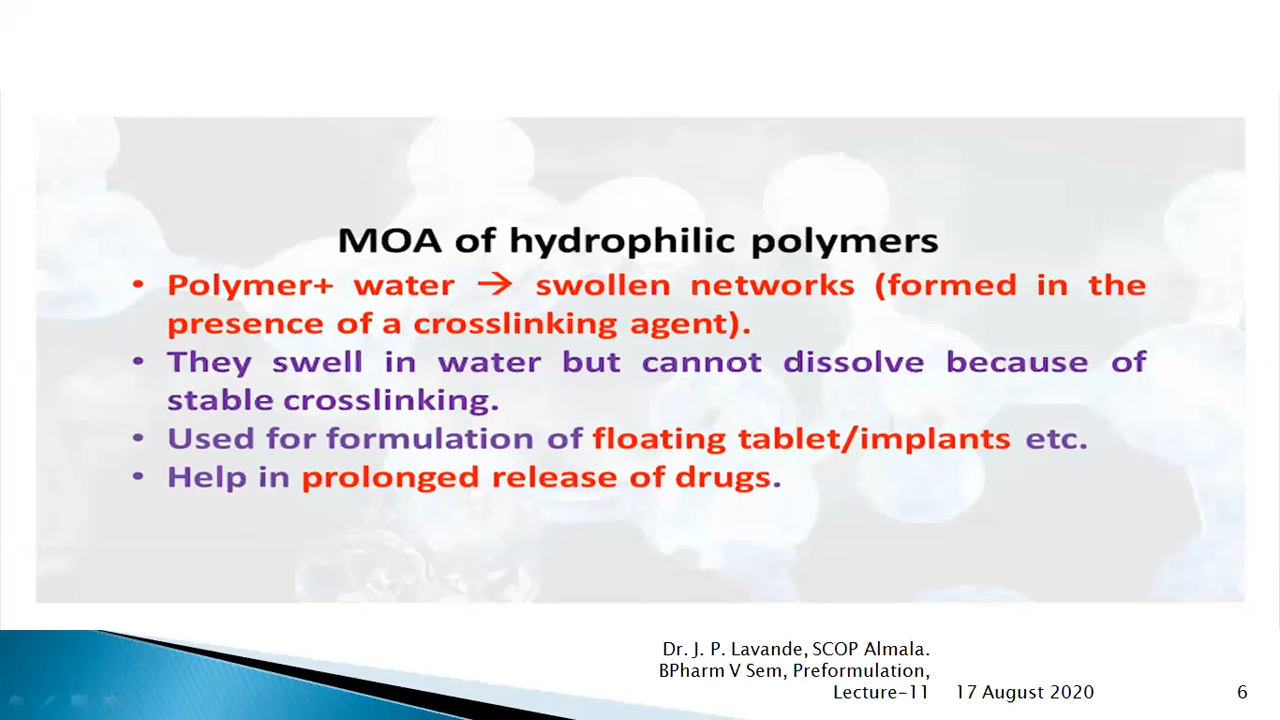 MOA of hydrophilic polymers
• Polymer+ water → swollen networks (formed in the
presence of a crosslinking agent).
• They swell in water but cannot dissolve because of
stable crosslinking.
• Used for formulation of floating tablet/implants etc.
• Help in prolonged release of drugs.
Dr. J. P. Lavande, SCOP Almala.
BPharm V Sem, Preformulation,
Lecture-11 17 August 2020 6